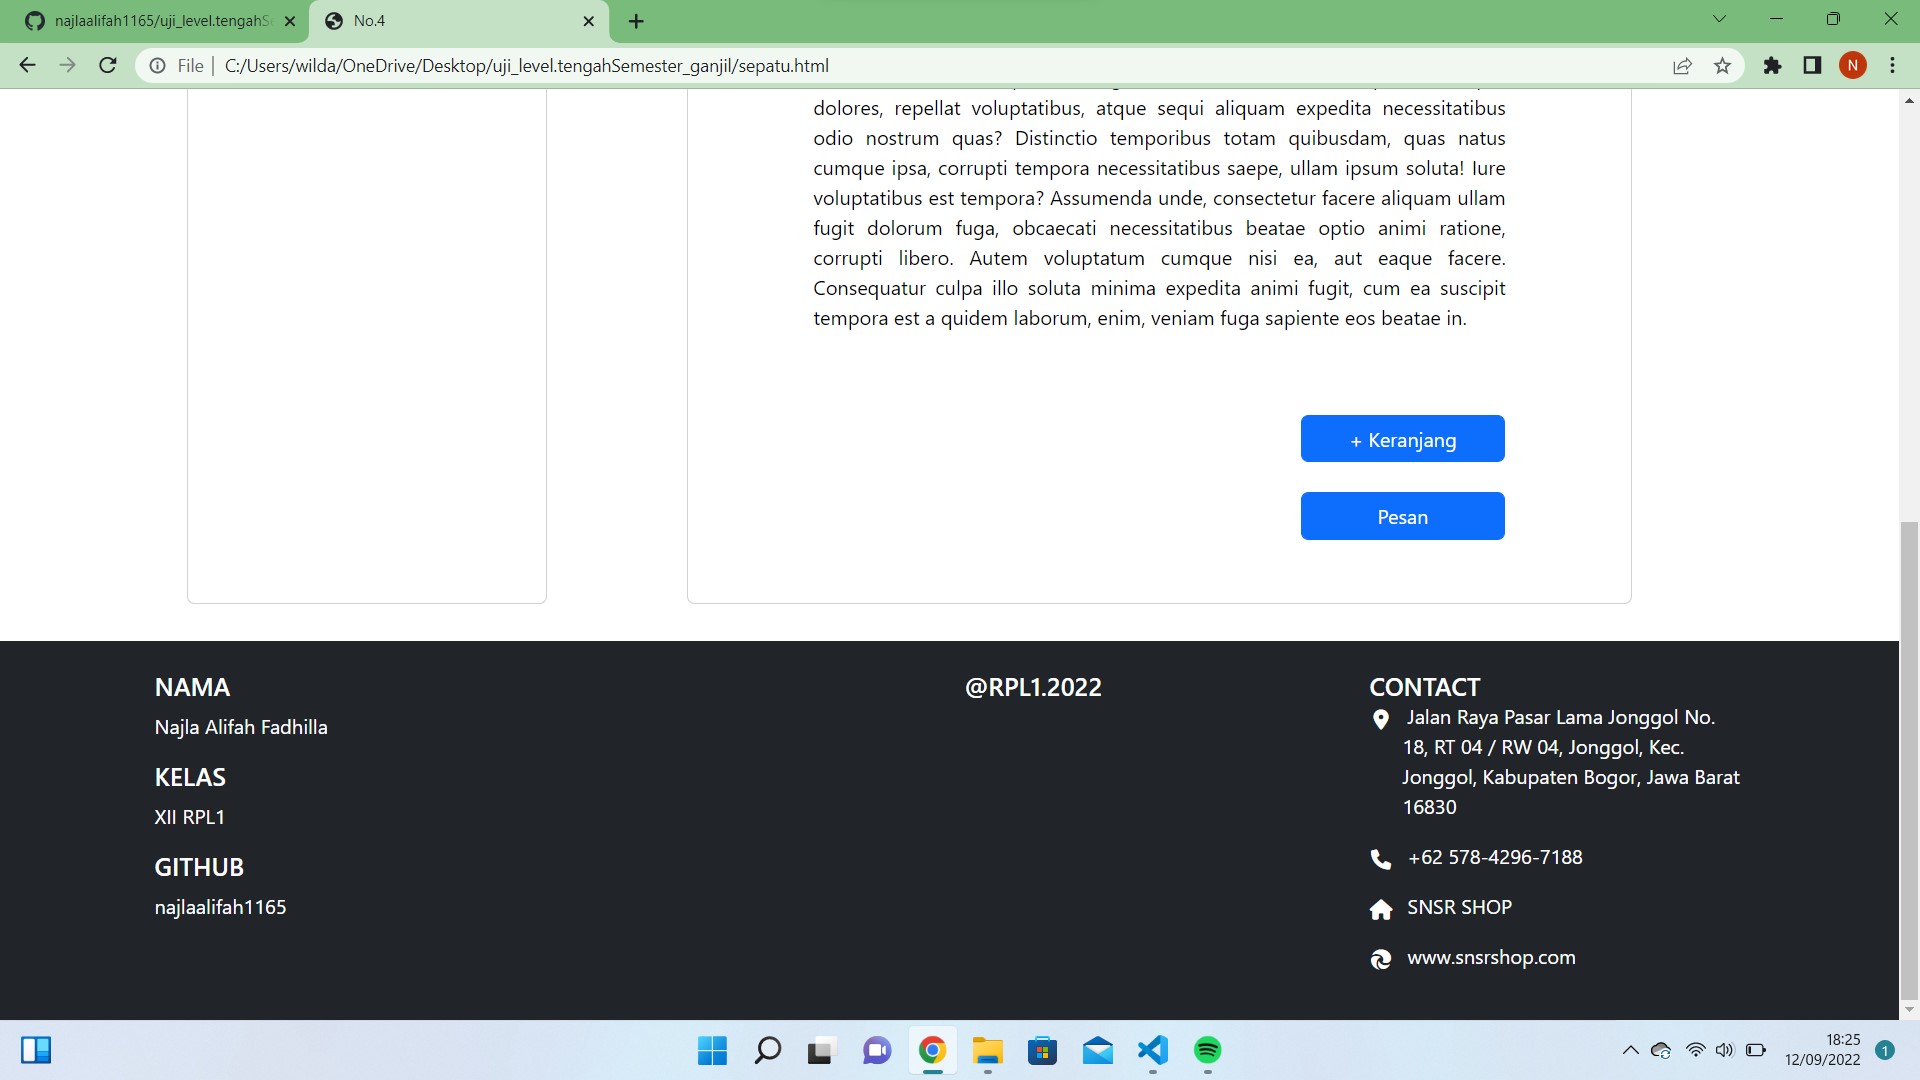 najlaalifah1165/uji_level.tengahSe
No.4
File
C:/Users/wilda/OneDrive/Desktop/uji_level.tengahSemester_ganjil/sepatu.html
N
dolores, repellat voluptatibus, atque sequi aliquam expedita necessitatibus
odio nostrum quas? Distinctio temporibus totam quibusdam, quas natus
cumque ipsa, corrupti tempora necessitatibus saepe, ullam ipsum soluta! Iure
voluptatibus est tempora? Assumenda unde, consectetur facere aliquam ullam
fugit dolorum fuga, obcaecati necessitatibus beatae optio animi ratione,
corrupti libero. Autem voluptatum cumque nisi ea, aut eaque facere.
Consequatur culpa illo soluta minima expedita animi fugit, cum ea suscipit
tempora est a quidem laborum, enim, veniam fuga sapiente eos beatae in.
+ Keranjang
Pesan
NAMA
Najla Alifah Fadhilla
KELAS
XII RPL1
GITHUB
najlaalifah1165
@RPL1.2022
CONTACT
Jalan Raya Pasar Lama Jonggol No.
18, RT 04 / RW 04, Jonggol, Kec.
Jonggol, Kabupaten Bogor, Jawa Barat
16830
+62 578-4296-7188
SNSR SHOP
www.snsrshop.com
18:25
12/09/2022
1